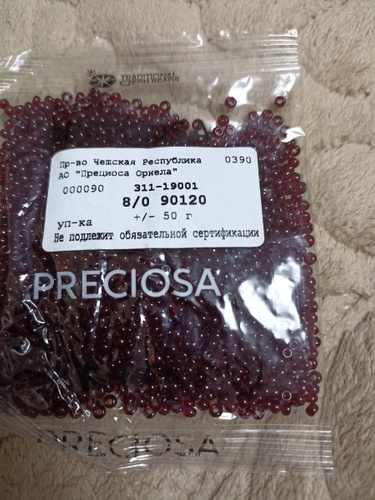 TRADITIONAL
Пр-во Чешская Республика 0390
АО "Прециоса Орнела"
000090 311-19001
8/0 90120
уп-ка +/- 50 г
Не подлежит обязательной сертификации
PRECIOSA
PRECIOSA